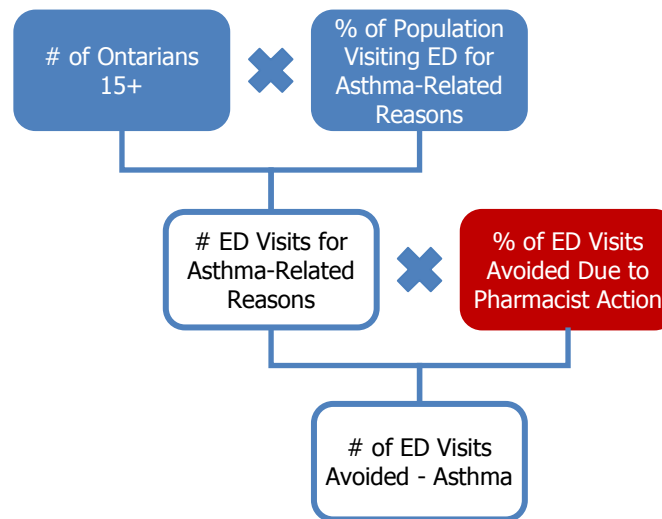 # of Ontarians
15+
% of Population
Visiting ED for
Asthma-Related
Reasons
# ED Visits for
Asthma-Related
Reasons
% of ED Visits
Avoided Due to
Pharmacist Action
# of ED Visits
Avoided - Asthma